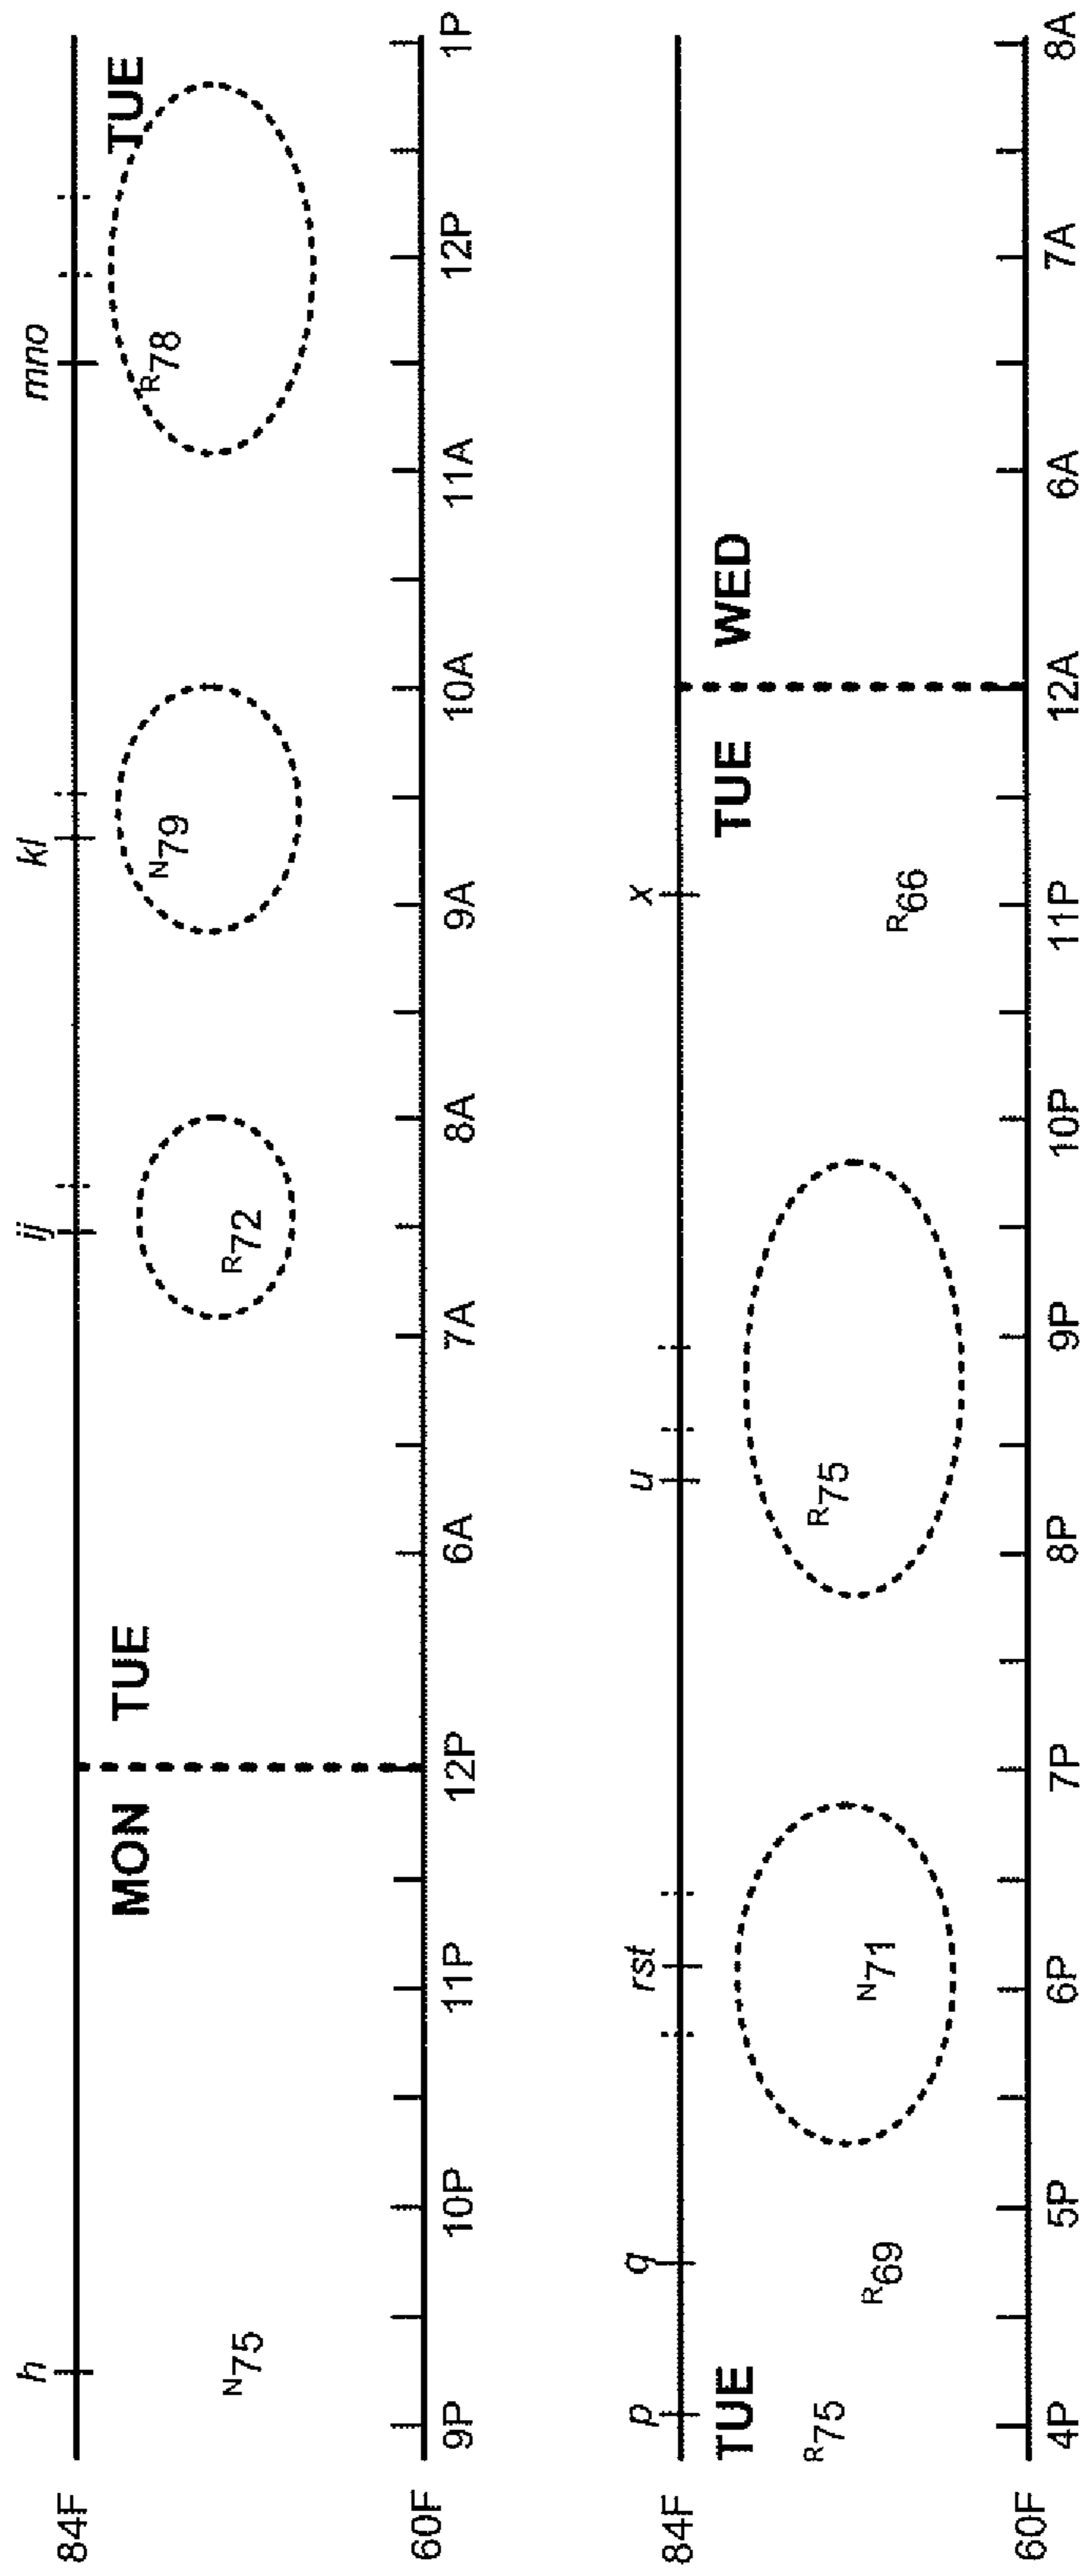 h ij kl mno
84F
MON TUE TUE
N75 R72 N79 R78
60F
9P 10P 11P 12P 6A 7A 8A 9A 10A 11A 12P 1P
p q rst u x
84F
TUE TUE WED
R75 R69 N71 R75 R66
60F
4P 5P 6P 7P 8P 9P 10P 11P 12A 6A 7A 8A